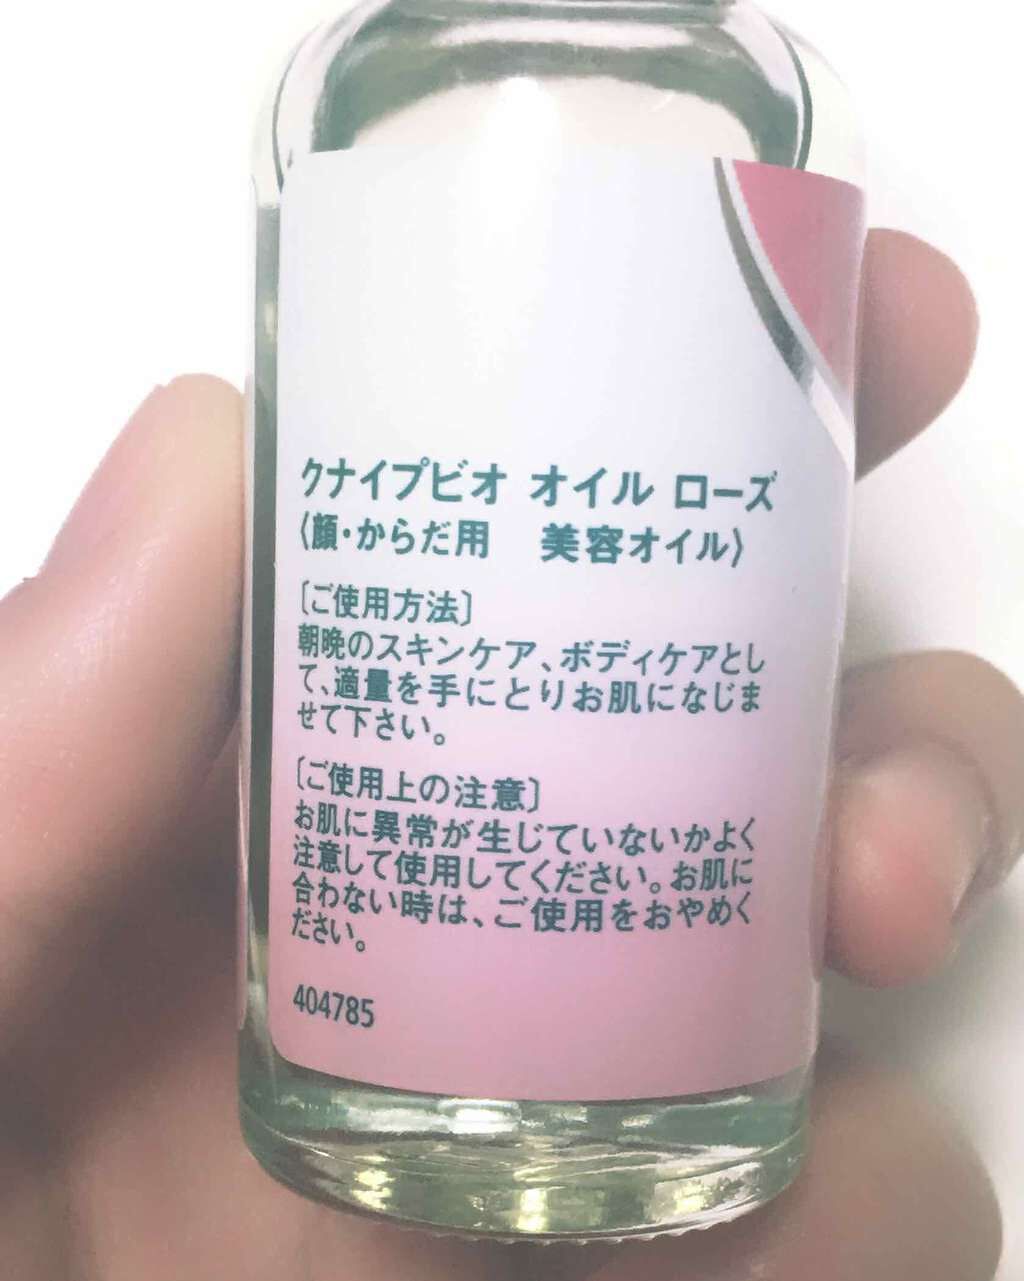 クナイプビオ オイル ローズ
〈顔・からだ用　美容オイル〉
〔ご使用方法〕
朝晩のスキンケア、ボディケアとし
て、適量を手にとりお肌になじま
せて下さい。
〔ご使用上の注意〕
お肌に異常が生じていないかよく
注意して使用してください。お肌に
合わない時は、ご使用をおやめく
ださい。
404785